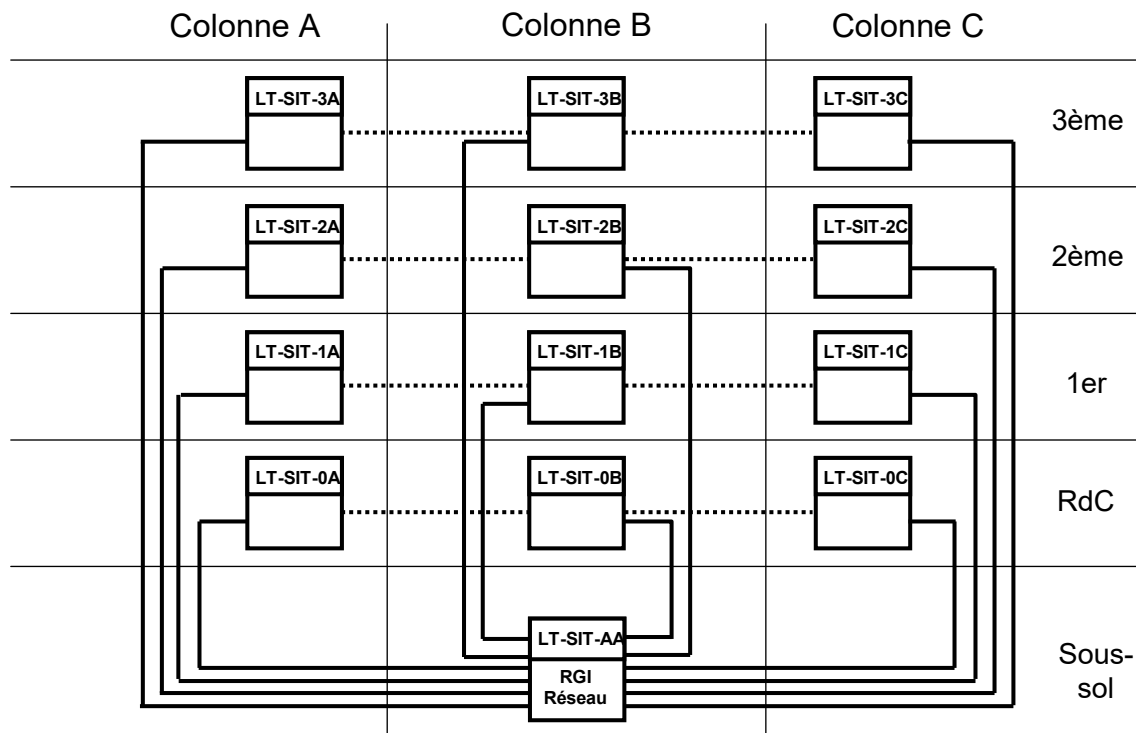 Colonne A
Colonne B
Colonne C
LT-SIT-3A
LT-SIT-3B
LT-SIT-3C
3ème
LT-SIT-2A
LT-SIT-2B
LT-SIT-2C
2ème
LT-SIT-1A
LT-SIT-1B
LT-SIT-1C
1er
LT-SIT-0A
LT-SIT-0B
LT-SIT-0C
RdC
LT-SIT-AA
RGI
Réseau
Sous-
sol